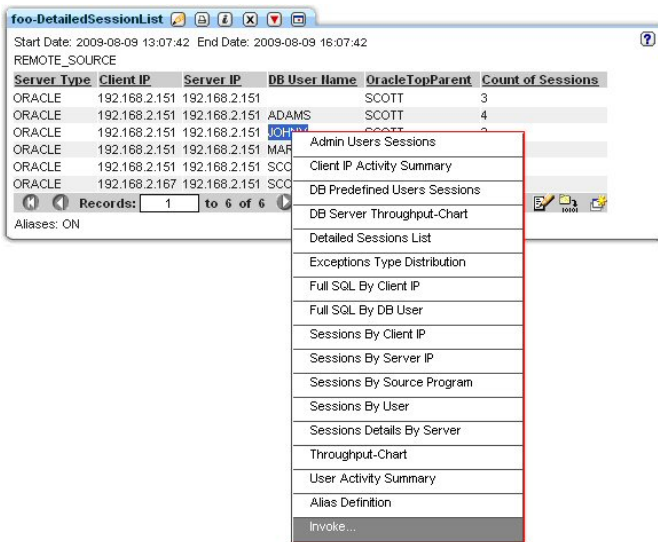 foo-DetailedSessionList
Start Date: 2009-08-09 13:07:42 End Date: 2009-08-09 16:07:42
REMOTE_SOURCE
Server Type Client IP Server IP DB User Name OracleTopParent Count of Sessions
ORACLE 192.168.2.151 192.168.2.151 SCOTT 3
ORACLE 192.168.2.151 192.168.2.151 ADAMS SCOTT 4
ORACLE 192.168.2.151 192.168.2.151 SCOTT
ORACLE 192.168.2.151 192.168.2.151 MAR
ORACLE 192.168.2.151 192.168.2.151 SCO
ORACLE 192.168.2.167 192.168.2.151 SCO
Records: 1 to 6 of 6
Aliases: ON
Admin Users Sessions
Client IP Activity Summary
DB Predefined Users Sessions
DB Server Throughput-Chart
Detailed Sessions List
Exceptions Type Distribution
Full SQL By Client IP
Full SQL By DB User
Sessions By Client IP
Sessions By Server IP
Sessions By Source Program
Sessions By User
Sessions Details By Server
Throughput-Chart
User Activity Summary
Alias Definition
Invoke...